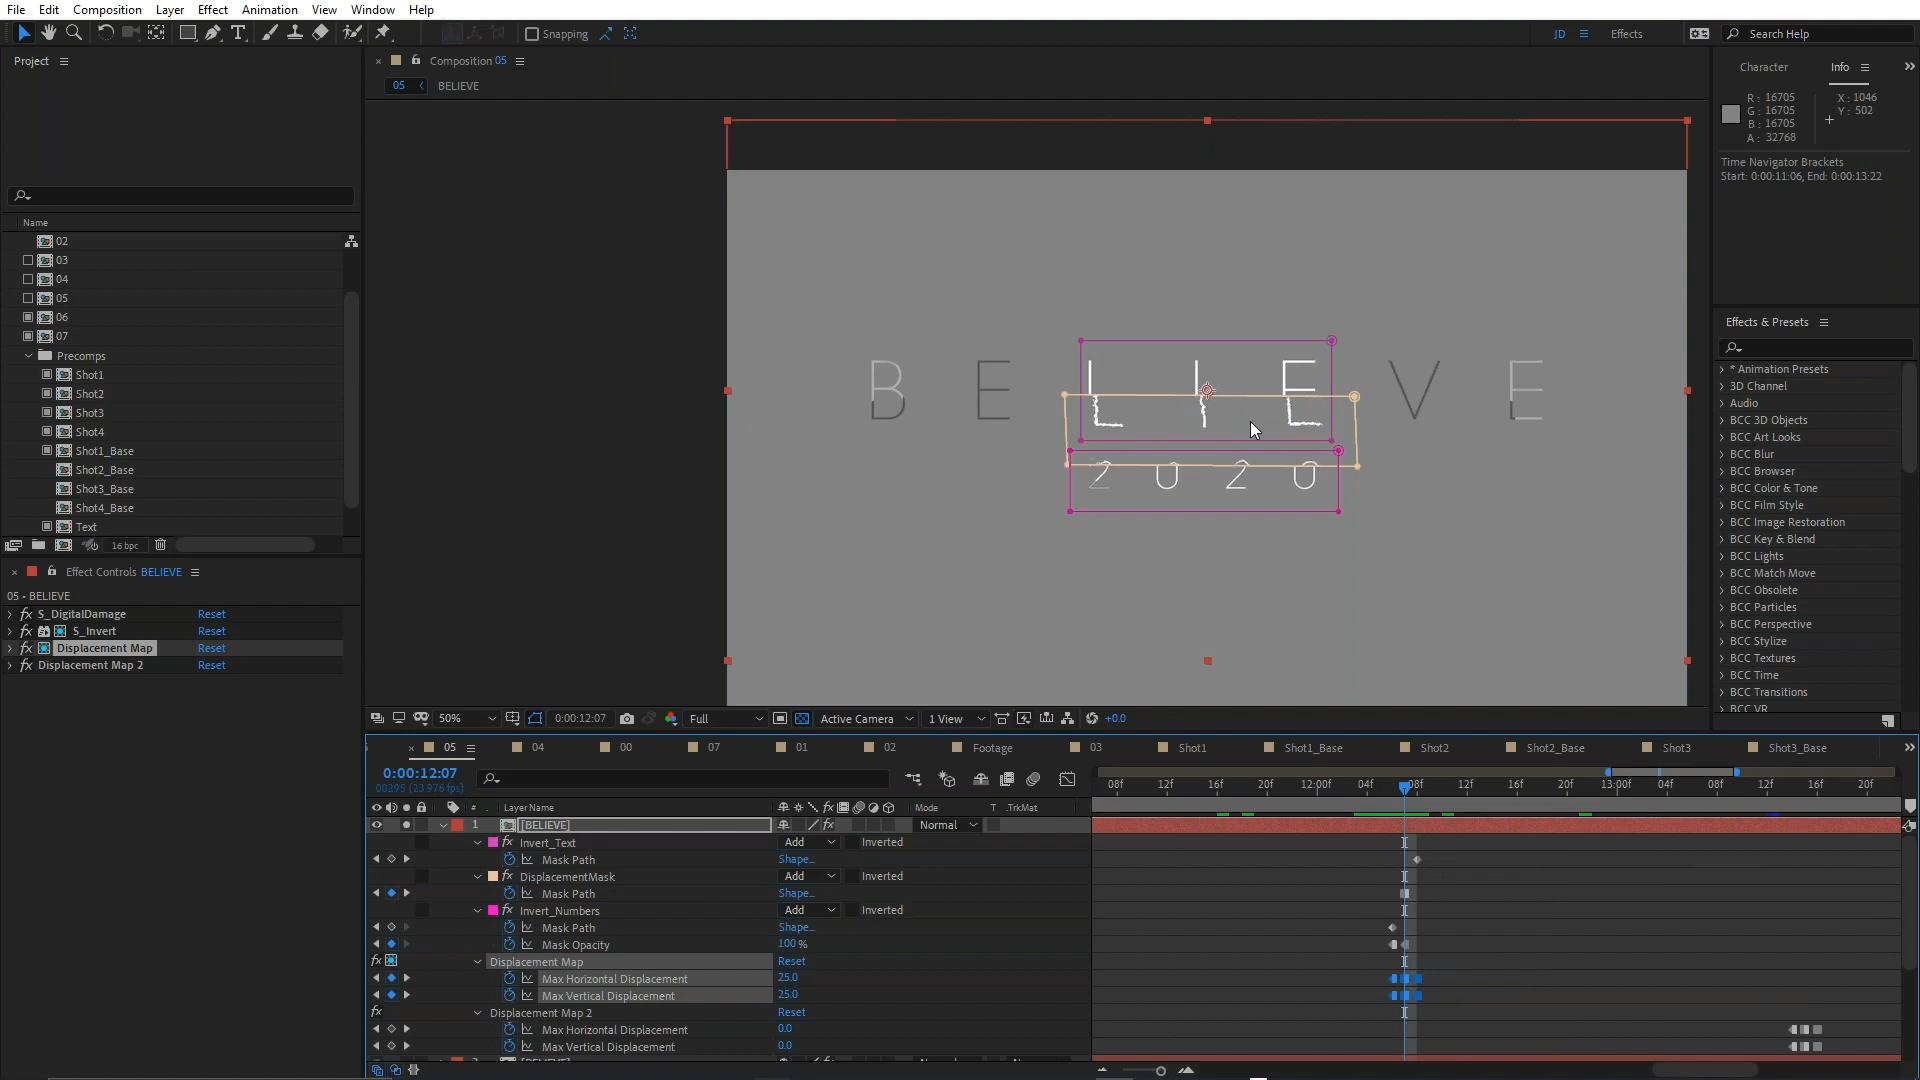 File Edit Composition Layer Effect Animation View Window Help
Snapping
JD Effects Search Help
Project
Composition 05
05 BELIEVE
Name
02
03
04
05
06
07
Precomps
Shot1
Shot2
Shot3
Shot4
Shot1_Base
Shot2_Base
Shot3_Base
Shot4_Base
Text
16 bpc
Effect Controls BELIEVE
05 - BELIEVE
S_DigitalDamage Reset
S_Invert Reset
Displacement Map Reset
Displacement Map 2 Reset
B E L I E V E
2 0 2 0
Character Info
R : 16705
G : 16705
B : 16705
A : 32768
X : 1046
Y : 502
Time Navigator Brackets
Start: 0:00:11:06, End: 0:00:13:22
Effects & Presets
* Animation Presets
3D Channel
Audio
BCC 3D Objects
BCC Art Looks
BCC Blur
BCC Browser
BCC Color & Tone
BCC Film Style
BCC Image Restoration
BCC Key & Blend
BCC Lights
BCC Match Move
BCC Obsolete
BCC Particles
BCC Perspective
BCC Stylize
BCC Textures
BCC Time
BCC Transitions
BCC VR
50% 0:00:12:07 Full Active Camera 1 View +0.0
05 04 00 07 01 02 Footage 03 Shot1 Shot1_Base Shot2 Shot2_Base Shot3 Shot3_Base
0:00:12:07
00295 (23.976 fps)
08f 12f 16f 20f 12:00f 04f 08f 12f 16f 20f 13:00f 04f 08f 12f 16f 20f
# Layer Name Mode T .TrkMat
1 [BELIEVE] Normal
Invert_Text Add Inverted
Mask Path Shape...
DisplacementMask Add Inverted
Mask Path Shape...
Invert_Numbers Add Inverted
Mask Path Shape...
Mask Opacity 100 %
Displacement Map Reset
Max Horizontal Displacement 25.0
Max Vertical Displacement 25.0
Displacement Map 2 Reset
Max Horizontal Displacement 0.0
Max Vertical Displacement 0.0